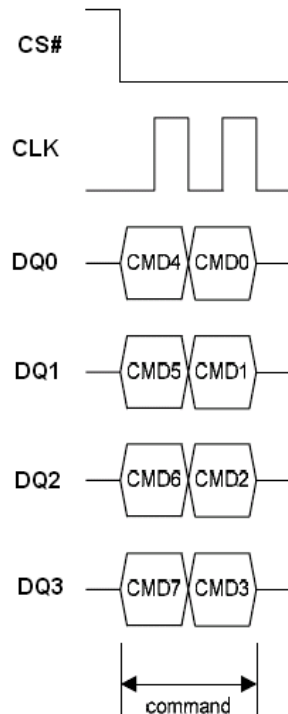 CS#
CLK
DQ0 CMD4 CMD0
DQ1 CMD5 CMD1
DQ2 CMD6 CMD2
DQ3 CMD7 CMD3
command